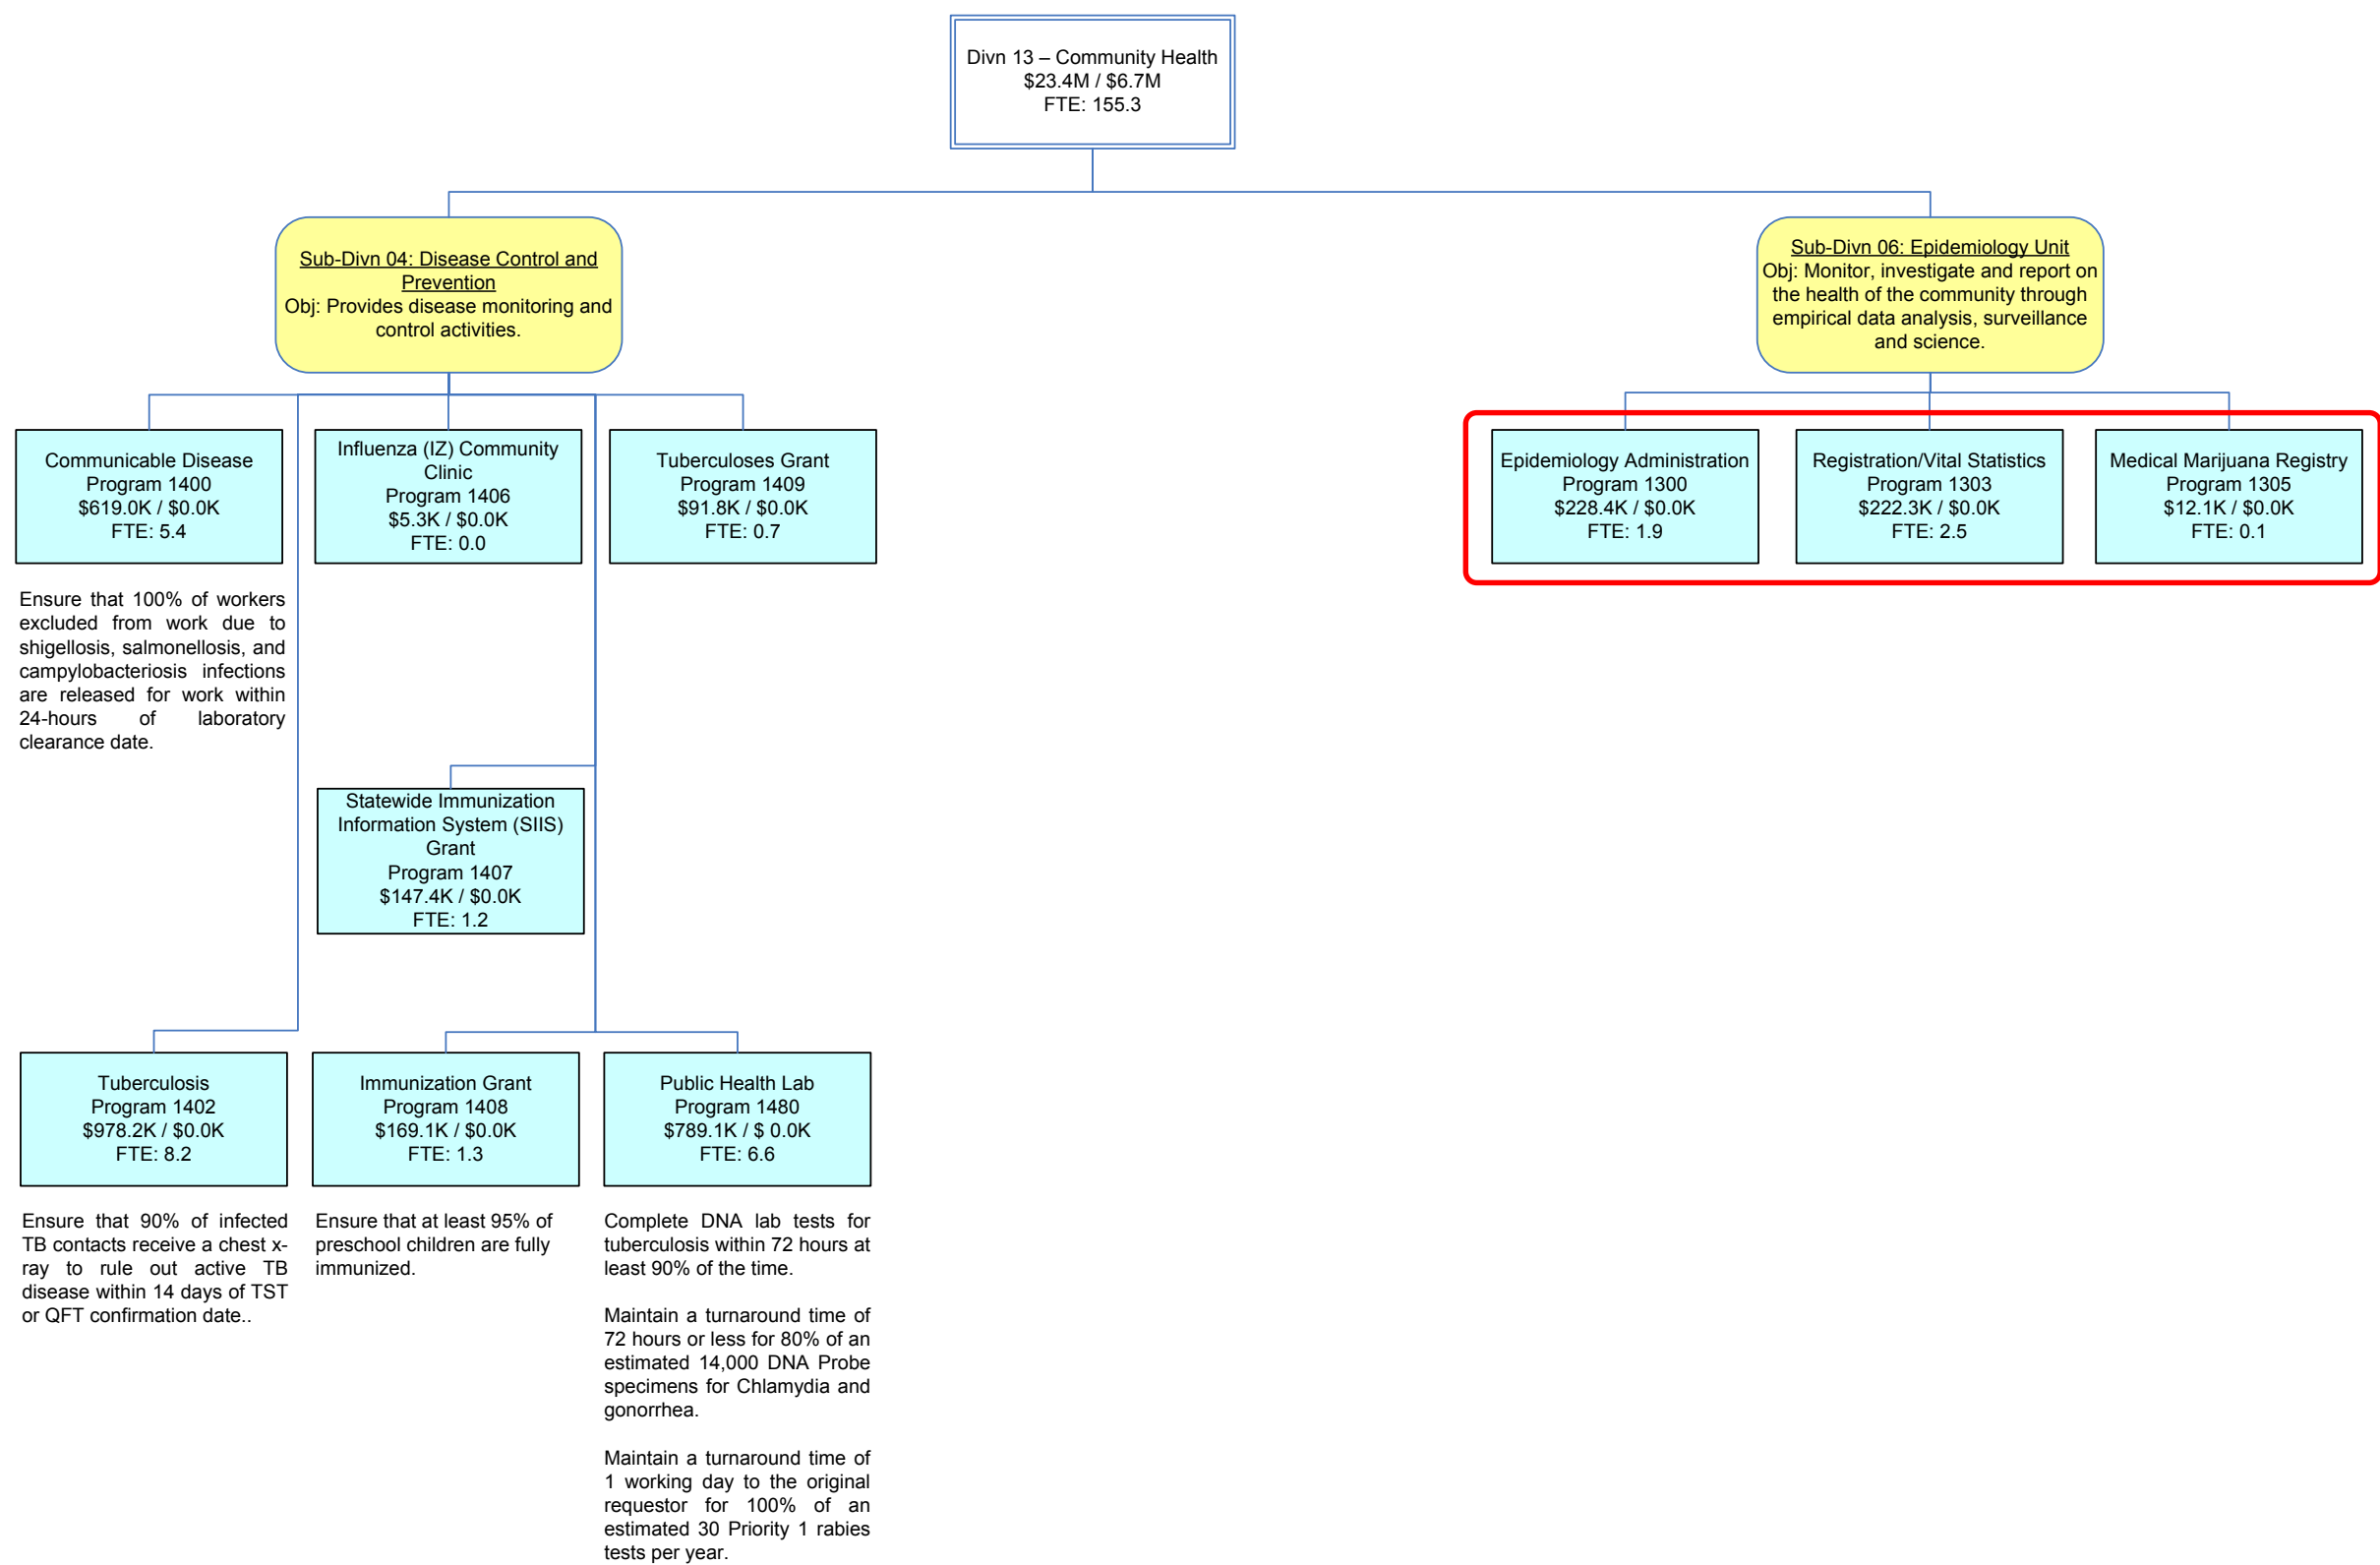 Divn 13 – Community Health
$23.4M / $6.7M
FTE: 155.3
Sub-Divn 04: Disease Control and
Prevention
Obj: Provides disease monitoring and
control activities.
Sub-Divn 06: Epidemiology Unit
Obj: Monitor, investigate and report on
the health of the community through
empirical data analysis, surveillance
and science.
Communicable Disease
Program 1400
$619.0K / $0.0K
FTE: 5.4
Influenza (IZ) Community
Clinic
Program 1406
$5.3K / $0.0K
FTE: 0.0
Tuberculoses Grant
Program 1409
$91.8K / $0.0K
FTE: 0.7
Epidemiology Administration
Program 1300
$228.4K / $0.0K
FTE: 1.9
Registration/Vital Statistics
Program 1303
$222.3K / $0.0K
FTE: 2.5
Medical Marijuana Registry
Program 1305
$12.1K / $0.0K
FTE: 0.1
Ensure that 100% of workers
excluded from work due to
shigellosis, salmonellosis, and
campylobacteriosis infections
are released for work within
24-hours of laboratory
clearance date.
Statewide Immunization
Information System (SIIS)
Grant
Program 1407
$147.4K / $0.0K
FTE: 1.2
Tuberculosis
Program 1402
$978.2K / $0.0K
FTE: 8.2
Immunization Grant
Program 1408
$169.1K / $0.0K
FTE: 1.3
Public Health Lab
Program 1480
$789.1K / $ 0.0K
FTE: 6.6
Ensure that 90% of infected
TB contacts receive a chest x-
ray to rule out active TB
disease within 14 days of TST
or QFT confirmation date..
Ensure that at least 95% of
preschool children are fully
immunized.
Complete DNA lab tests for
tuberculosis within 72 hours at
least 90% of the time.
Maintain a turnaround time of
72 hours or less for 80% of an
estimated 14,000 DNA Probe
specimens for Chlamydia and
gonorrhea.
Maintain a turnaround time of
1 working day to the original
requestor for 100% of an
estimated 30 Priority 1 rabies
tests per year.